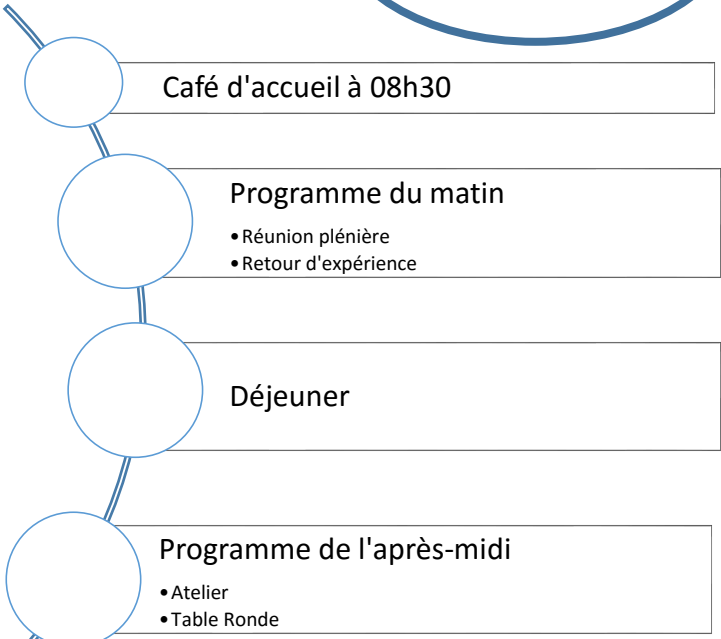 Café d'accueil à 08h30
Programme du matin
•Réunion plénière
•Retour d'expérience
Déjeuner
Programme de l'après-midi
•Atelier
•Table Ronde